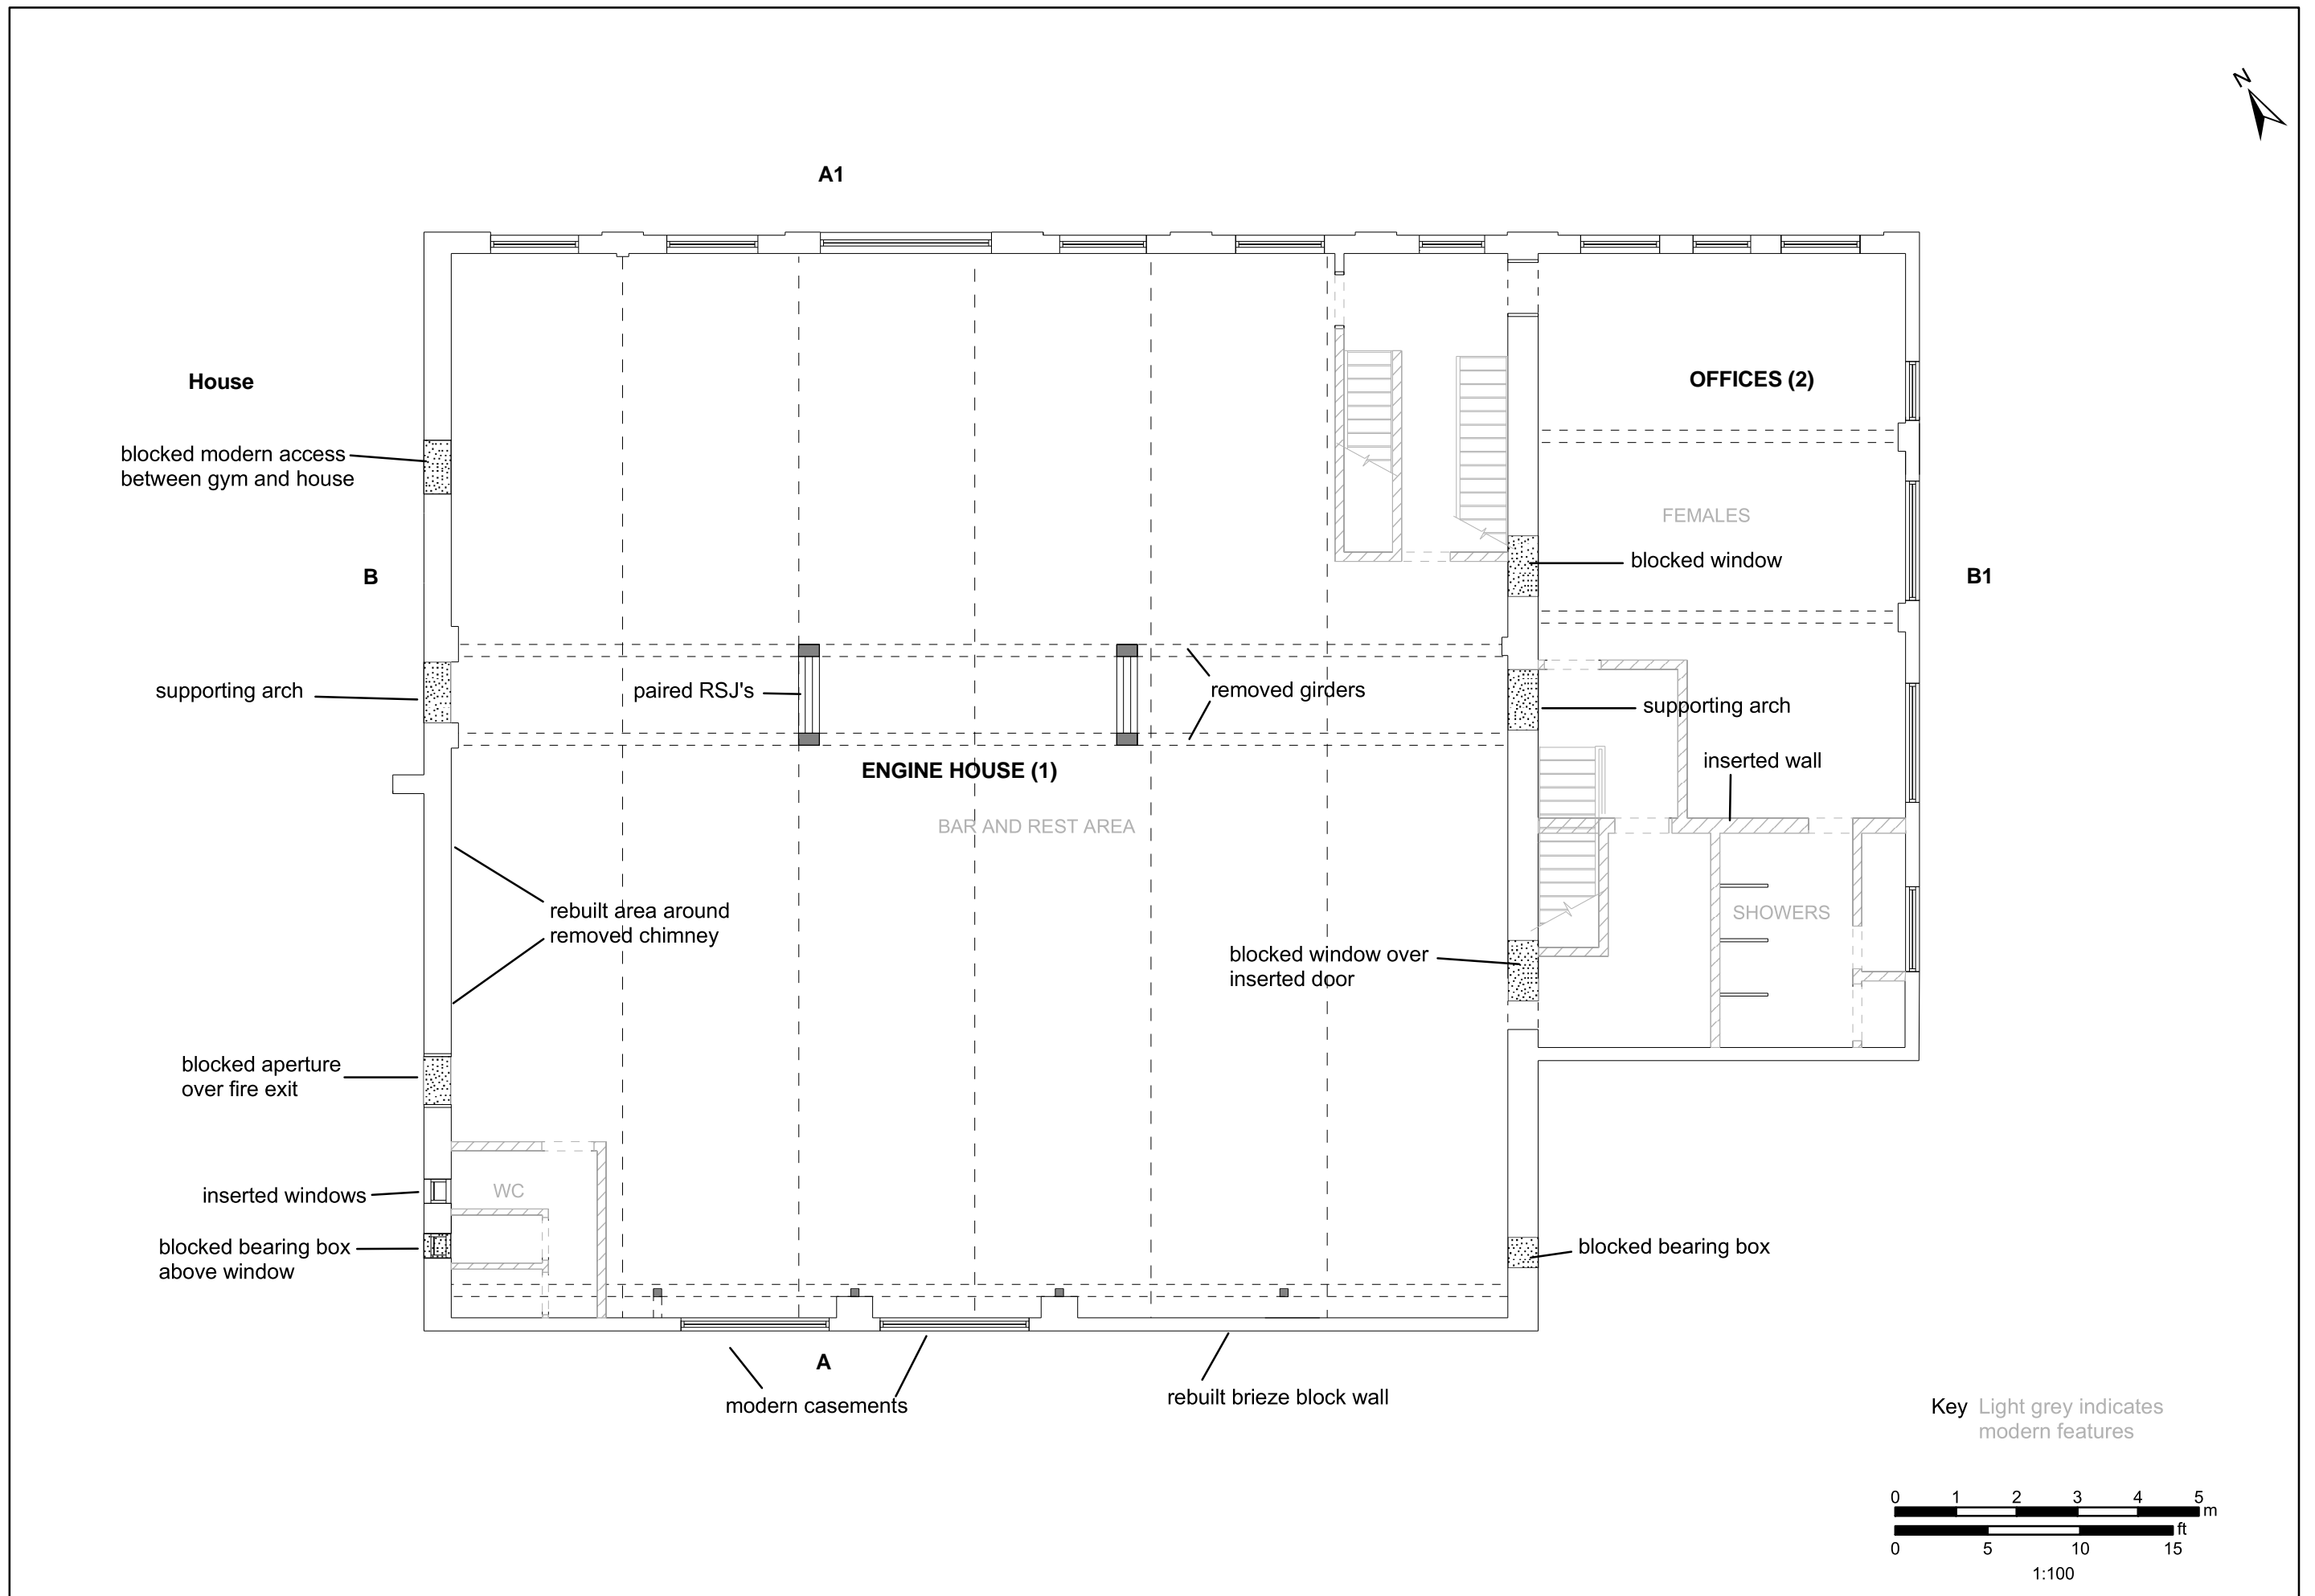 N
A1
House
OFFICES (2)
blocked modern access
between gym and house
FEMALES
blocked window
B
B1
supporting arch
paired RSJ's
removed girders
supporting arch
inserted wall
ENGINE HOUSE (1)
BAR AND REST AREA
rebuilt area around
removed chimney
SHOWERS
blocked window over
inserted door
blocked aperture
over fire exit
inserted windows
WC
blocked bearing box
above window
blocked bearing box
A
modern casements
rebuilt brieze block wall
Key Light grey indicates
modern features
0 1 2 3 4 5
m
ft
0 5 10 15
1:100